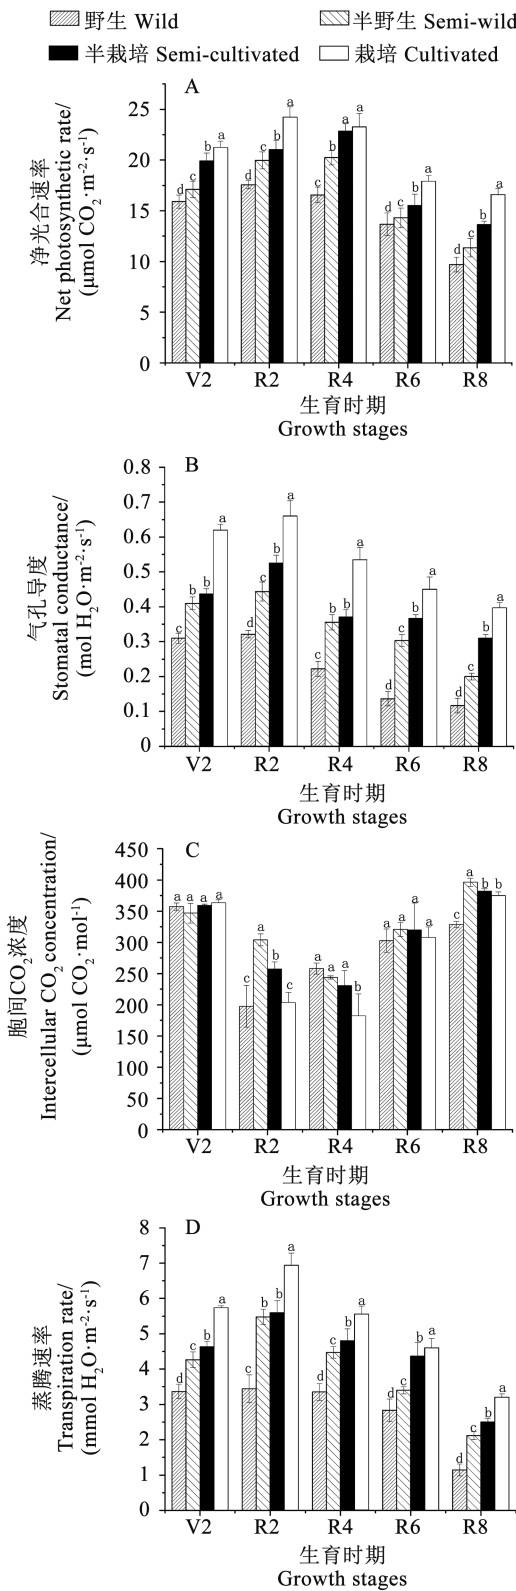 野生 Wild
半野生 Semi-wild
半栽培 Semi-cultivated
栽培 Cultivated
A
净光合速率/
Net photosynthetic rate/
(μmol CO2·m-2·s-1)
25
20
15
10
5
0
d c b a
d c b a
d c a a
d c b a
d c b a
V2 R2 R4 R6 R8
生育时期
Growth stages
B
气孔导度/
Stomatal conductance/
(mol H2O·m-2·s-1)
0.8
0.7
0.6
0.5
0.4
0.3
0.2
0.1
0
c b b a
d c b a
c b b a
d c b a
d c b a
V2 R2 R4 R6 R8
生育时期
Growth stages
C
胞间CO2浓度
Intercellular CO2 concentration/
(μmol CO2·mol-1)
450
400
350
300
250
200
150
100
50
0
a a a a
c a b c
a a a b
a a a a
c a b b
V2 R2 R4 R6 R8
生育时期
Growth stages
D
蒸腾速率/
Transpiration rate/
(mmol H2O·m-2·s-1)
8
7
6
5
4
3
2
1
0
d c b a
c b b a
d c b a
d c b a
d c b a
V2 R2 R4 R6 R8
生育时期
Growth stages